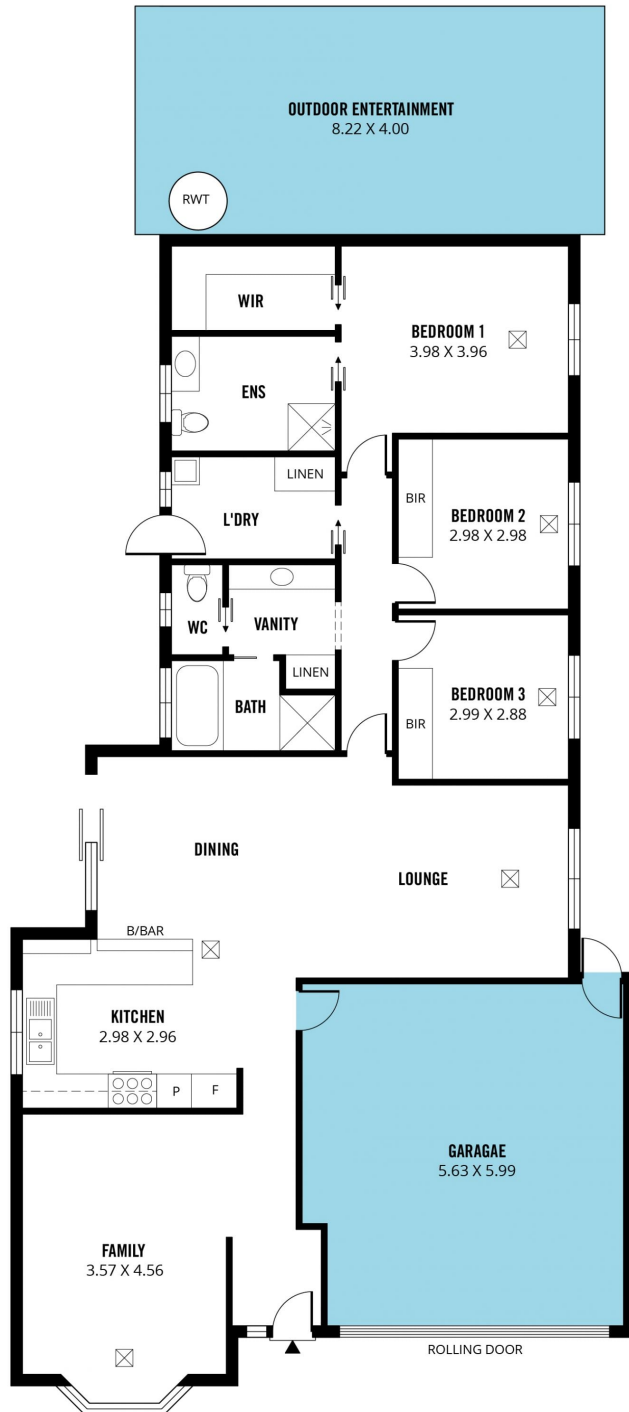 OUTDOOR ENTERTAINMENT
8.22 X 4.00
RWT
WIR
BEDROOM 1
3.98 X 3.96
ENS
LINEN
L'DRY
BIR
BEDROOM 2
2.98 X 2.98
WC
VANITY
LINEN
BATH
BIR
BEDROOM 3
2.99 X 2.88
DINING
LOUNGE
B/BAR
KITCHEN
2.98 X 2.96
P
F
GARAGAE
5.63 X 5.99
FAMILY
3.57 X 4.56
ROLLING DOOR